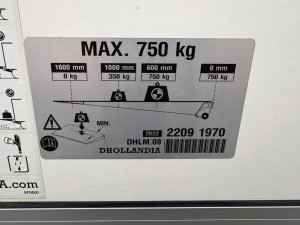 MAX. 750 kg
1600 mm 1000 mm 600 mm 0 mm
0 kg 350 kg 750 kg 750 kg
MIN.
DHLM.08
DHOLLANDIA
2022 2209 1970
A.com